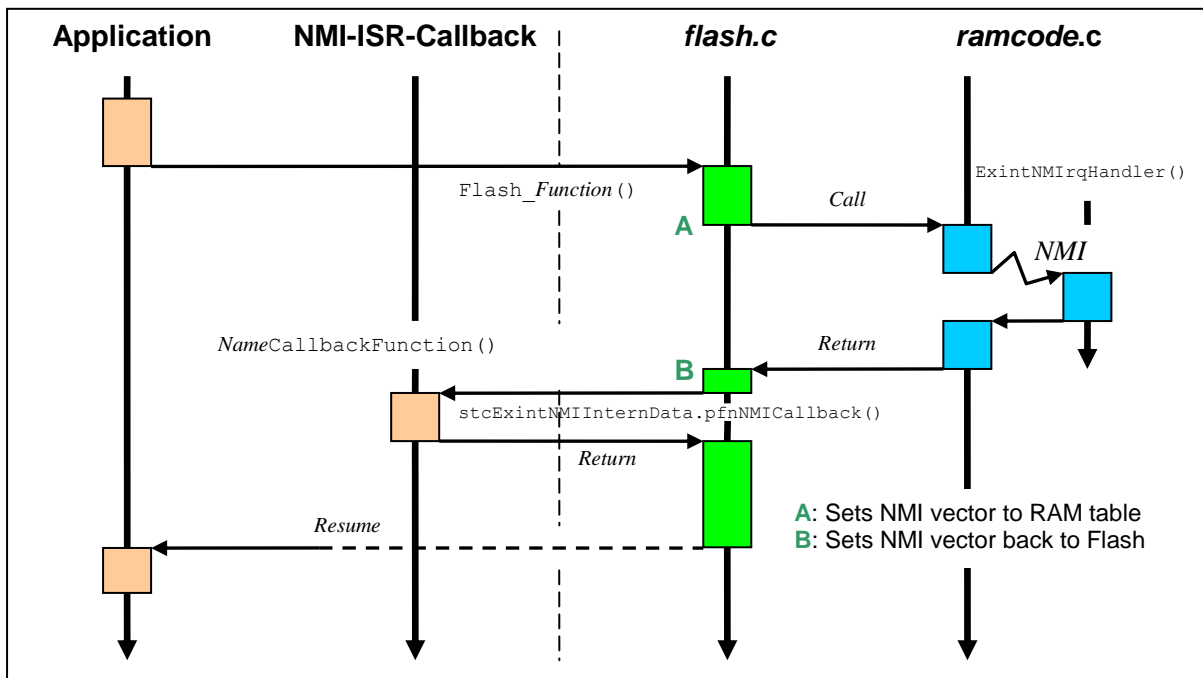 Application NMI-ISR-Callback flash.c ramcode.c
ExintNMIrqHandler()
Flash_Function()
Call
A
NMI
NameCallbackFunction()
Return
B
stcExintNMIInternData.pfnNMICallback()
Return
A: Sets NMI vector to RAM table
Resume
B: Sets NMI vector back to Flash